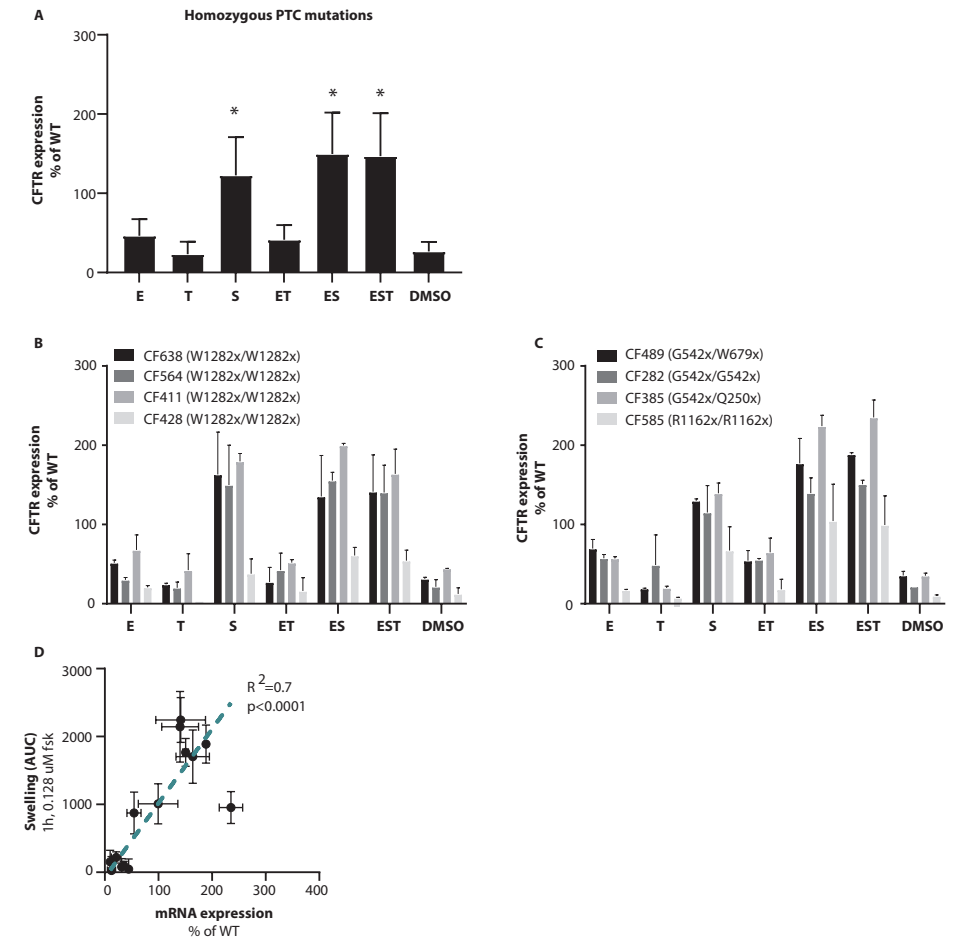 A
Homozygous PTC mutations
CFTR expression
% of WT
300
200
100
0
*
*
*
E T S ET ES EST DMSO
B
CF638 (W1282x/W1282x)
CF564 (W1282x/W1282x)
CF411 (W1282x/W1282x)
CF428 (W1282x/W1282x)
CFTR expression
% of WT
300
200
100
0
E T S ET ES EST DMSO
C
CF489 (G542x/W679x)
CF282 (G542x/G542x)
CF385 (G542x/Q250x)
CF585 (R1162x/R1162x)
CFTR expression
% of WT
300
200
100
0
E T S ET ES EST DMSO
D
R²=0.7
p<0.0001
Swelling (AUC)
1h, 0.128 uM fsk
3000
2000
1000
0
0 100 200 300 400
mRNA expression
% of WT